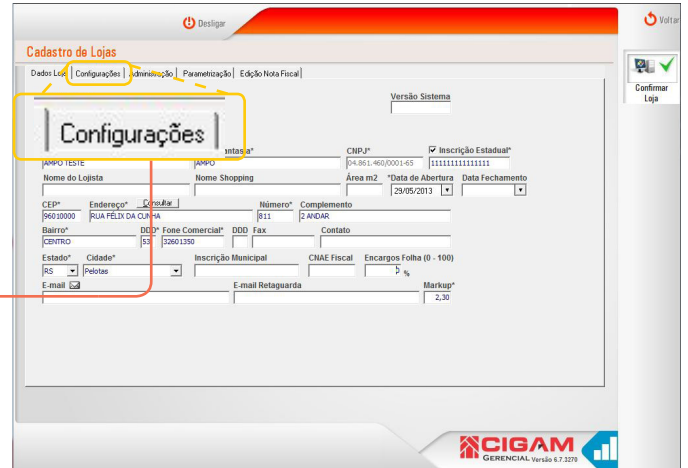 Desligar
Voltar
Cadastro de Lojas
Dados Loja Configurações Administração Parametrização Edição Nota Fiscal
Confirmar
Loja
Versão Sistema
Configurações
antasia* CNPJ* Inscrição Estadual*
AMPO TESTE AMPO 04.861.460/0001-65 111111111111111
Nome do Lojista Nome Shopping Área m2 *Data de Abertura Data Fechamento
29/05/2013
CEP* Endereço* Consultar Número* Complemento
96010000 RUA FÉLIX DA CUNHA 811 2 ANDAR
Bairro* DDD* Fone Comercial* DDD Fax Contato
CENTRO 53 32601350
Estado* Cidade* Inscrição Municipal CNAE Fiscal Encargos Folha (0 - 100)
RS Pelotas %
E-mail E-mail Retaguarda Markup*
2,30
CIGAM
GERENCIAL Versão 6.7.3270